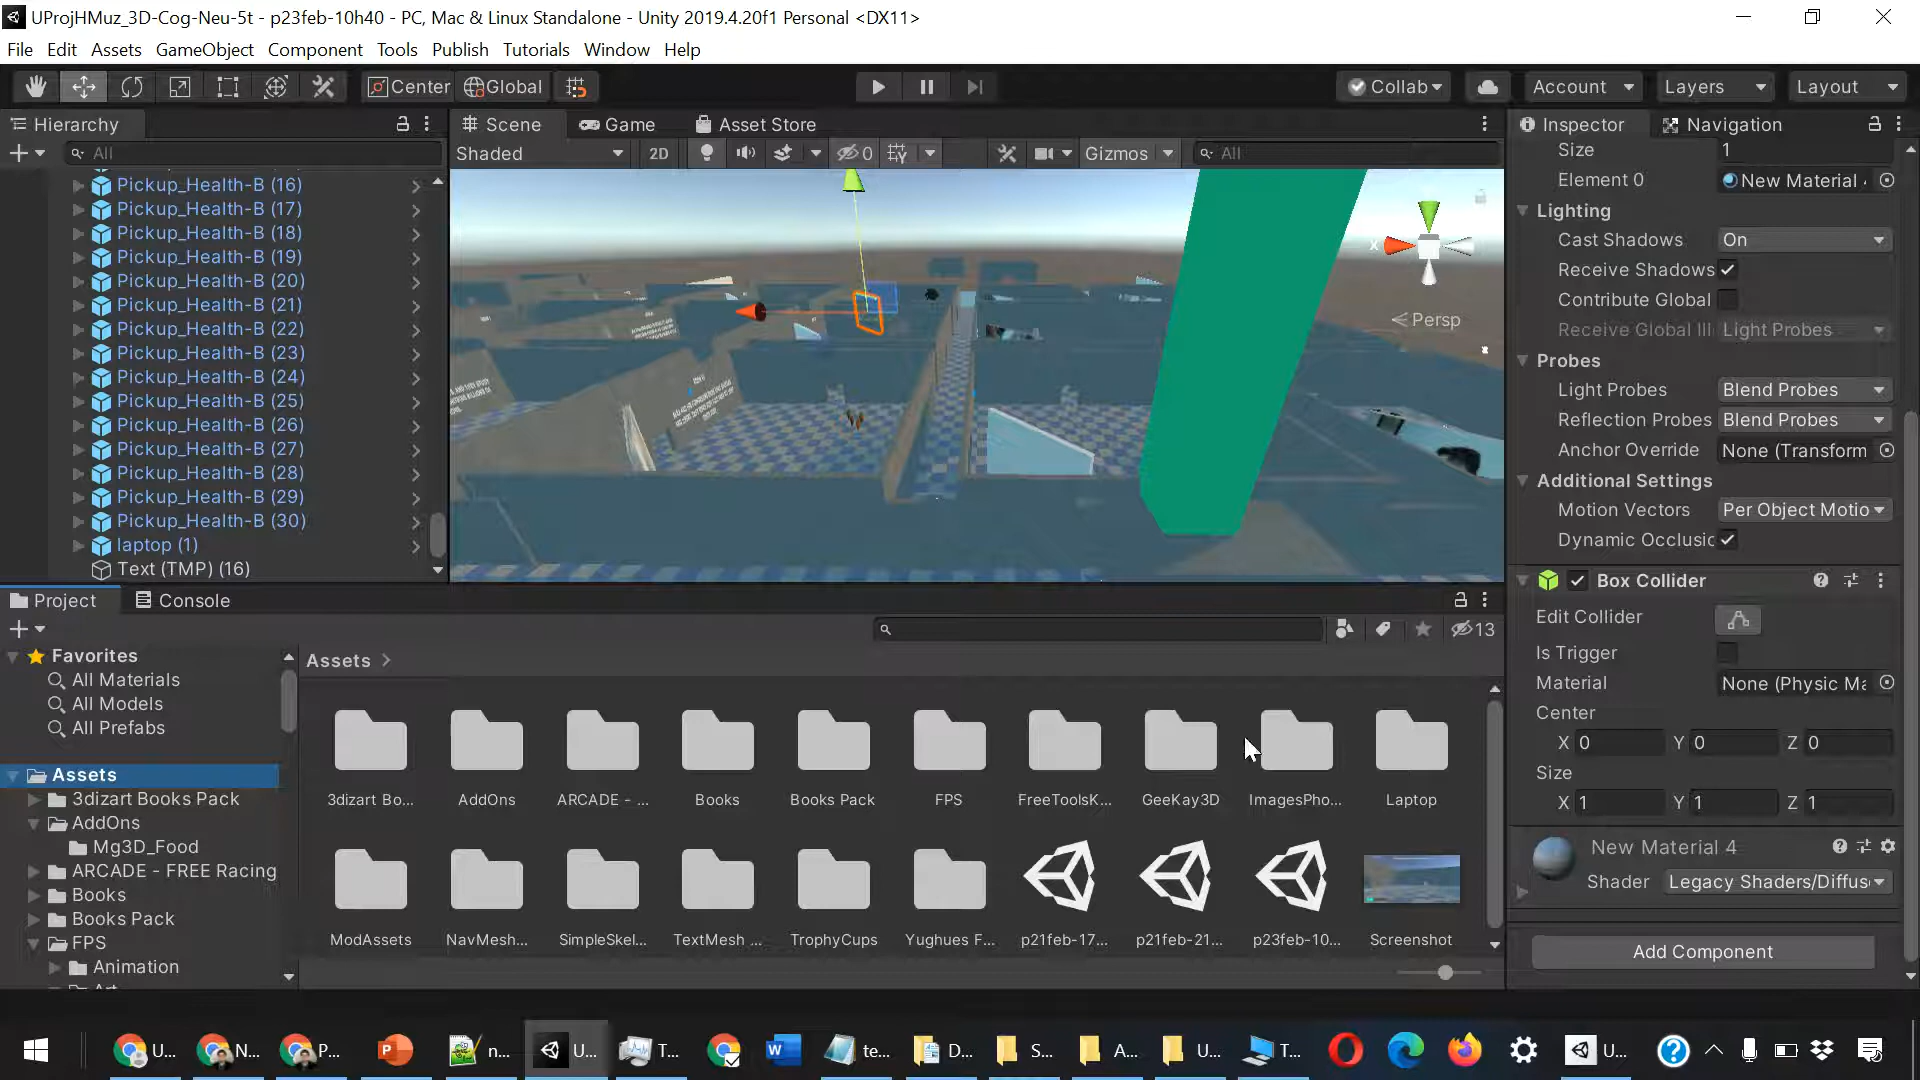 UProjHMuz_3D-Cog-Neu-5t - p23feb-10h40 - PC, Mac & Linux Standalone - Unity 2019.4.20f1 Personal <DX11>
File Edit Assets GameObject Component Tools Publish Tutorials Window Help
Center Global Collab Account Layers Layout
Hierarchy
All
Pickup_Health-B (16)
Pickup_Health-B (17)
Pickup_Health-B (18)
Pickup_Health-B (19)
Pickup_Health-B (20)
Pickup_Health-B (21)
Pickup_Health-B (22)
Pickup_Health-B (23)
Pickup_Health-B (24)
Pickup_Health-B (25)
Pickup_Health-B (26)
Pickup_Health-B (27)
Pickup_Health-B (28)
Pickup_Health-B (29)
Pickup_Health-B (30)
laptop (1)
Text (TMP) (16)
Scene Game Asset Store
Shaded 2D 0 Gizmos All
X
Persp
Inspector Navigation
Size 1
Element 0 New Material
Lighting
Cast Shadows On
Receive Shadows
Contribute Global
Receive Global Ill Light Probes
Probes
Light Probes Blend Probes
Reflection Probes Blend Probes
Anchor Override None (Transform
Additional Settings
Motion Vectors Per Object Motio
Dynamic Occlusic
Box Collider
Edit Collider
Is Trigger
Material None (Physic Ma
Center
X 0 Y 0 Z 0
Size
X 1 Y 1 Z 1
New Material 4
Shader Legacy Shaders/Diffus
Add Component
Project Console
13
Favorites
All Materials
All Models
All Prefabs
Assets
3dizart Books Pack
AddOns
Mg3D_Food
ARCADE - FREE Racing
Books
Books Pack
FPS
Animation
Assets
3dizart Bo... AddOns ARCADE - ... Books Books Pack FPS FreeToolsK... GeeKay3D ImagesPho... Laptop
ModAssets NavMesh... SimpleSkel... TextMesh ... TrophyCups Yughues F... p21feb-17... p21feb-21... p23feb-10... Screenshot
U... N... P... n... U... T... te... D... S... A... U... T... U...